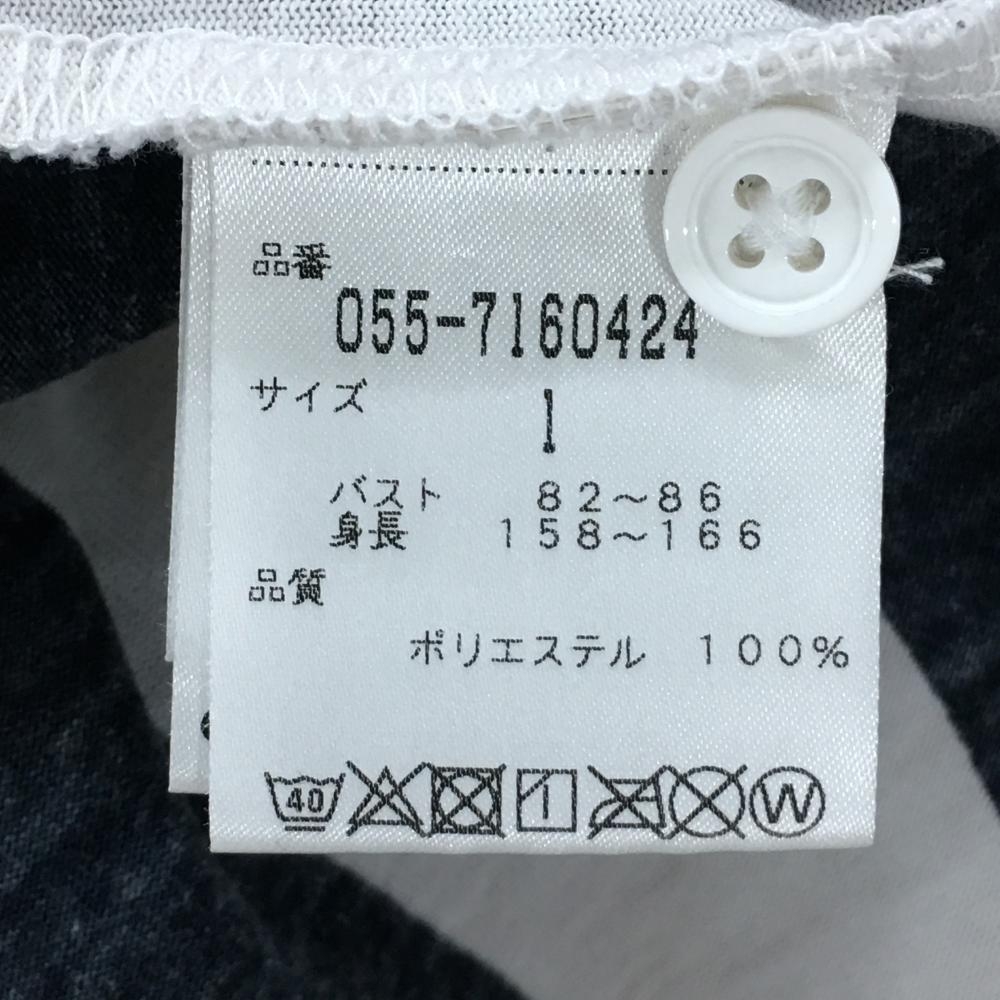 品番
055-7160424
サイズ
1
バスト 82~86
身長 158~166
品質
ポリエステル 100%
40 W